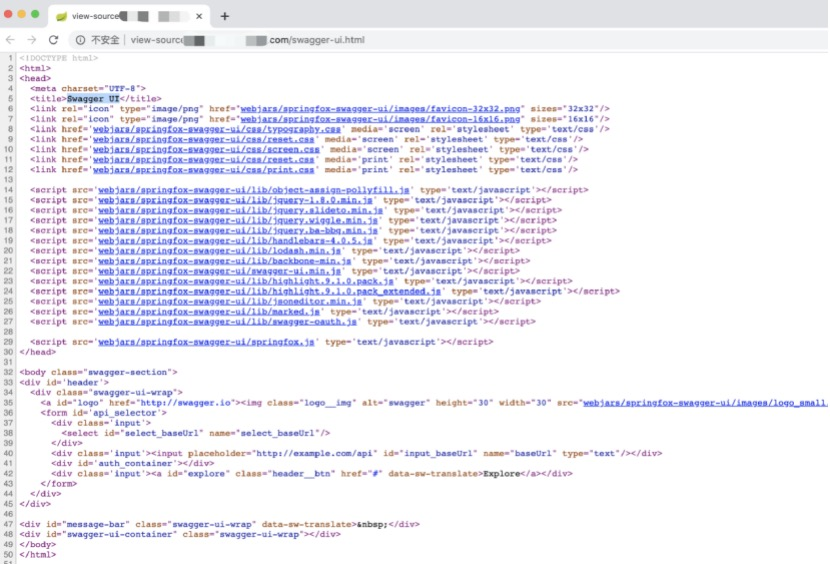 view-source
不安全 | view-source .com/swagger-ui.html
1 <!DOCTYPE html>
2 <html>
3 <head>
4 <meta charset="UTF-8">
5 <title>Swagger UI</title>
6 <link rel="icon" type="image/png" href="webjars/springfox-swagger-ui/images/favicon-32x32.png" sizes="32x32"/>
7 <link rel="icon" type="image/png" href="webjars/springfox-swagger-ui/images/favicon-16x16.png" sizes="16x16"/>
8 <link href='webjars/springfox-swagger-ui/css/typography.css' media='screen' rel='stylesheet' type='text/css'/>
9 <link href='webjars/springfox-swagger-ui/css/reset.css' media='screen' rel='stylesheet' type='text/css'/>
10 <link href='webjars/springfox-swagger-ui/css/screen.css' media='screen' rel='stylesheet' type='text/css'/>
11 <link href='webjars/springfox-swagger-ui/css/reset.css' media='print' rel='stylesheet' type='text/css'/>
12 <link href='webjars/springfox-swagger-ui/css/print.css' media='print' rel='stylesheet' type='text/css'/>
13
14 <script src='webjars/springfox-swagger-ui/lib/object-assign-pollyfill.js' type='text/javascript'></script>
15 <script src='webjars/springfox-swagger-ui/lib/jquery-1.8.0.min.js' type='text/javascript'></script>
16 <script src='webjars/springfox-swagger-ui/lib/jquery.slideto.min.js' type='text/javascript'></script>
17 <script src='webjars/springfox-swagger-ui/lib/jquery.wiggle.min.js' type='text/javascript'></script>
18 <script src='webjars/springfox-swagger-ui/lib/jquery.ba-bbq.min.js' type='text/javascript'></script>
19 <script src='webjars/springfox-swagger-ui/lib/handlebars-4.0.5.js' type='text/javascript'></script>
20 <script src='webjars/springfox-swagger-ui/lib/lodash.min.js' type='text/javascript'></script>
21 <script src='webjars/springfox-swagger-ui/lib/backbone-min.js' type='text/javascript'></script>
22 <script src='webjars/springfox-swagger-ui/swagger-ui.min.js' type='text/javascript'></script>
23 <script src='webjars/springfox-swagger-ui/lib/highlight.9.1.0.pack.js' type='text/javascript'></script>
24 <script src='webjars/springfox-swagger-ui/lib/highlight.9.1.0.pack_extended.js' type='text/javascript'></script>
25 <script src='webjars/springfox-swagger-ui/lib/jsoneditor.min.js' type='text/javascript'></script>
26 <script src='webjars/springfox-swagger-ui/lib/marked.js' type='text/javascript'></script>
27 <script src='webjars/springfox-swagger-ui/lib/swagger-oauth.js' type='text/javascript'></script>
28
29 <script src='webjars/springfox-swagger-ui/springfox.js' type='text/javascript'></script>
30 </head>
31
32 <body class="swagger-section">
33 <div id='header'>
34 <div class="swagger-ui-wrap">
35 <a id="logo" href="http://swagger.io"><img class="logo__img" alt="swagger" height="30" width="30" src="webjars/springfox-swagger-ui/images/logo_small.
36 <form id='api_selector'>
37 <div class='input'>
38 <select id="select_baseUrl" name="select_baseUrl"/>
39 </div>
40 <div class='input'><input placeholder="http://example.com/api" id="input_baseUrl" name="baseUrl" type="text"/></div>
41 <div id='auth_container'></div>
42 <div class='input'><a id="explore" class="header__btn" href="#" data-sw-translate>Explore</a></div>
43 </form>
44 </div>
45 </div>
46
47 <div id="message-bar" class="swagger-ui-wrap" data-sw-translate>&nbsp;</div>
48 <div id="swagger-ui-container" class="swagger-ui-wrap"></div>
49 </body>
50 </html>
51